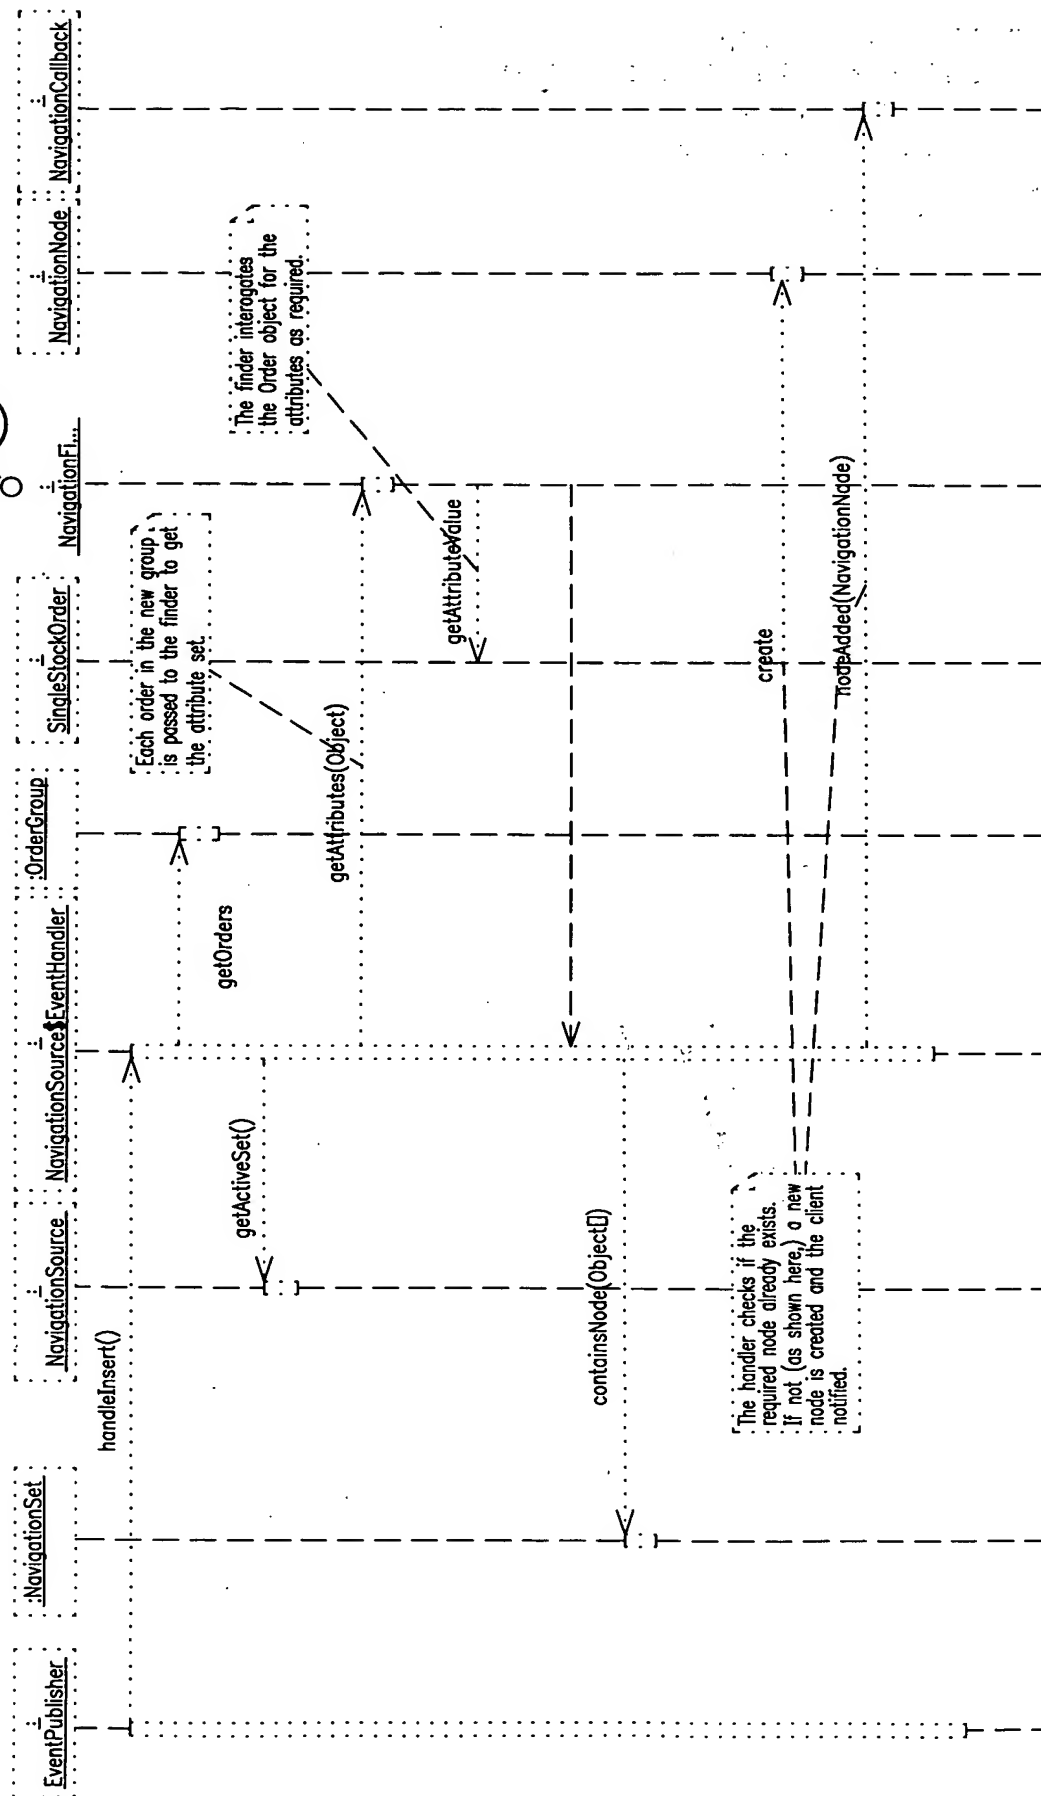 :
EventPublisher
:NavigationSet
:
NavigationSource
:
NavigationSource$EventHandler
:OrderGroup
:
SingleStockOrder
:
NavigationFi...
:
NavigationNode
:
NavigationCallback
handleInsert()
getOrders
Each order in the new group
is passed to the finder to get
the attribute set.
getActiveSet()
The finder interogates
the Order object for the
attributes as required.
getAttributes(Object)
getAttributeValue
containsNode(Object[])
create
The handler checks if the
required node already exists.
If not (as shown here,) a new
node is created and the client
notified.
nodeAdded(NavigationNode)